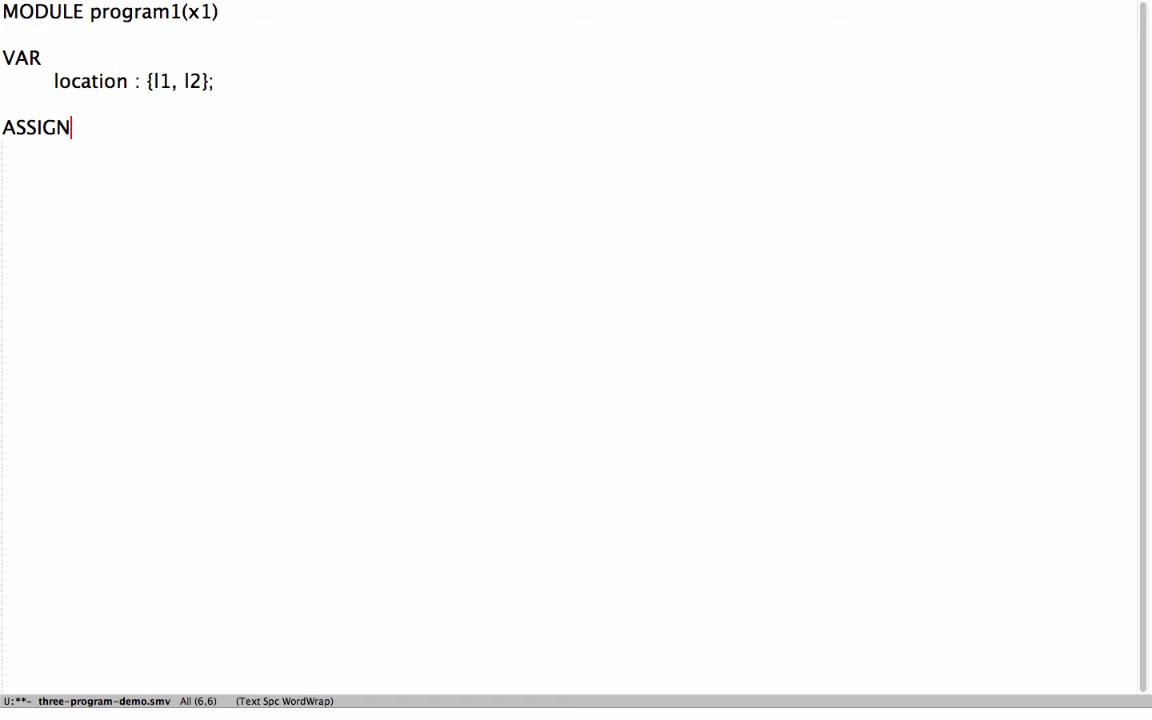 MODULE program1(x1)
VAR
location : {l1, l2};
ASSIGN
U:**- three-program-demo.smv All (6,6) (Text Spc WordWrap)